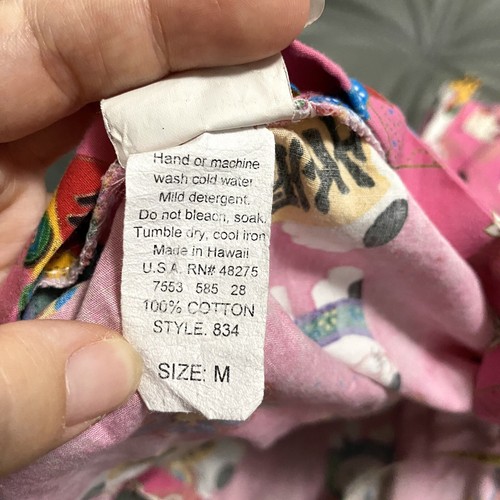 Hand or machine
wash cold water
Mild detergent.
Do not bleach, soak.
Tumble dry, cool iron
Made in Hawaii
U.S.A. RN# 48275
7553 585 28
100% COTTON
STYLE. 834
SIZE: M